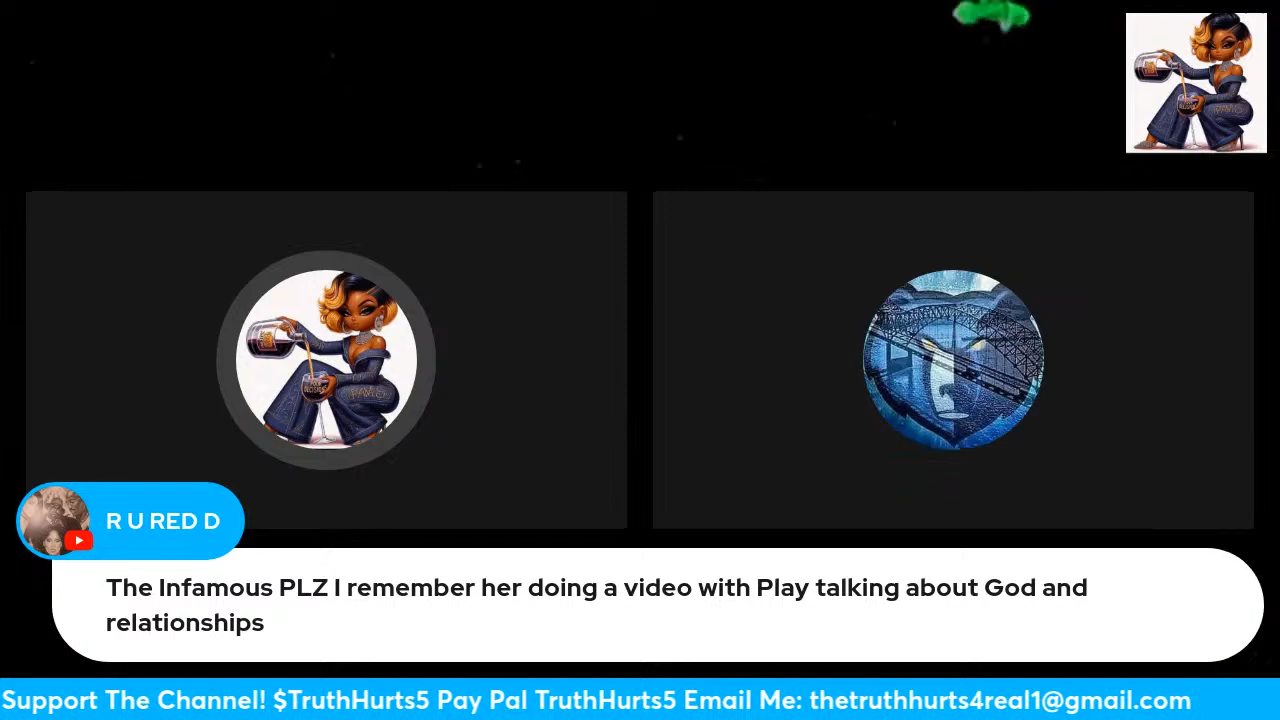 R U RED D
The Infamous PLZ I remember her doing a video with Play talking about God and
relationships
Support The Channel! $TruthHurts5 Pay Pal TruthHurts5 Email Me: thetruthhurts4real1@gmail.com